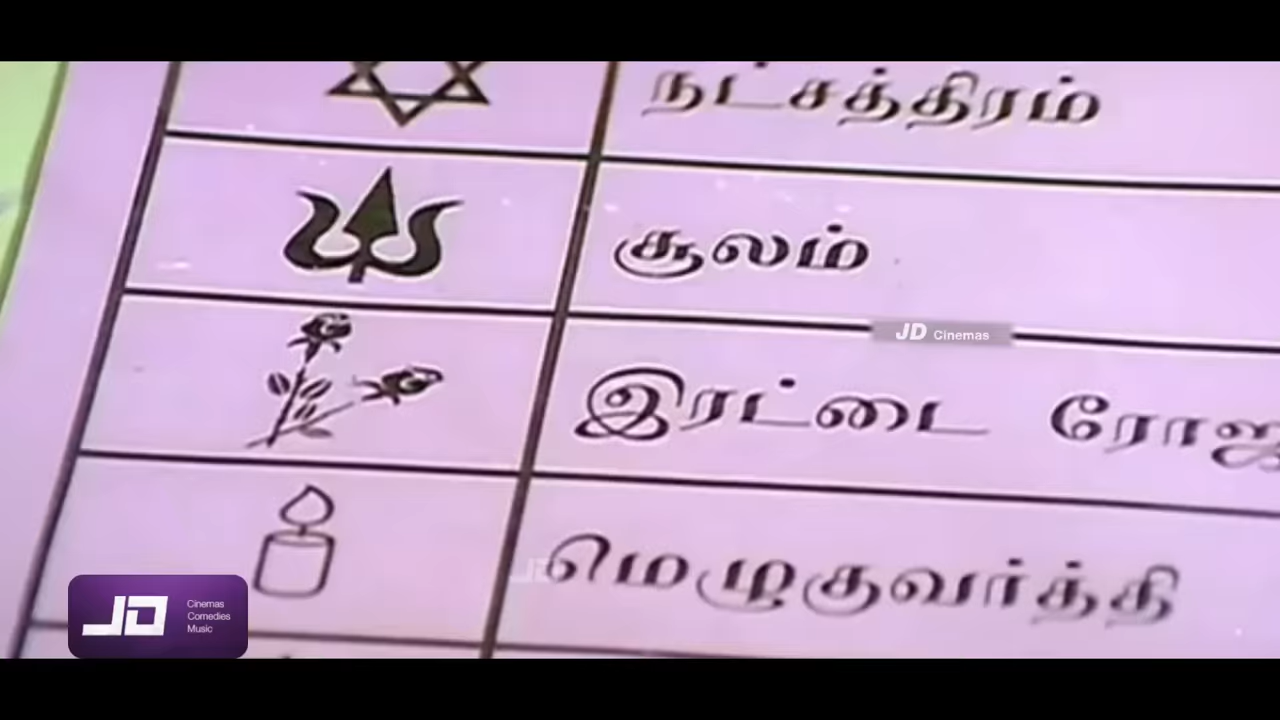 நட்சத்திரம்
சூலம்
JD Cinemas
இரட்டை
மெழுகுவர்த்தி
JD
Cinemas
Comedies
Music